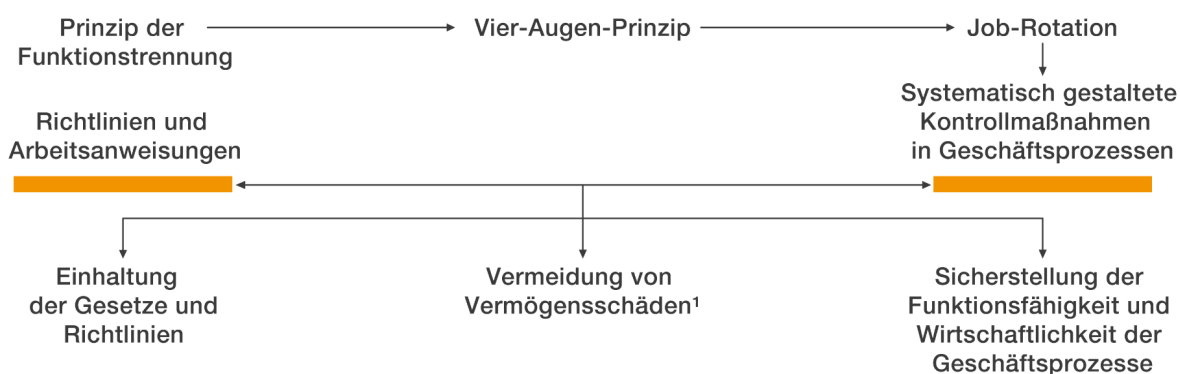 Prinzip der
Funktionstrennung
Vier-Augen-Prinzip
Job-Rotation
Richtlinien und
Arbeitsanweisungen
Systematisch gestaltete
Kontrollmaßnahmen
in Geschäftsprozessen
Einhaltung
der Gesetze und
Richtlinien
Vermeidung von
Vermögensschäden¹
Sicherstellung der
Funktionsfähigkeit und
Wirtschaftlichkeit der
Geschäftsprozesse